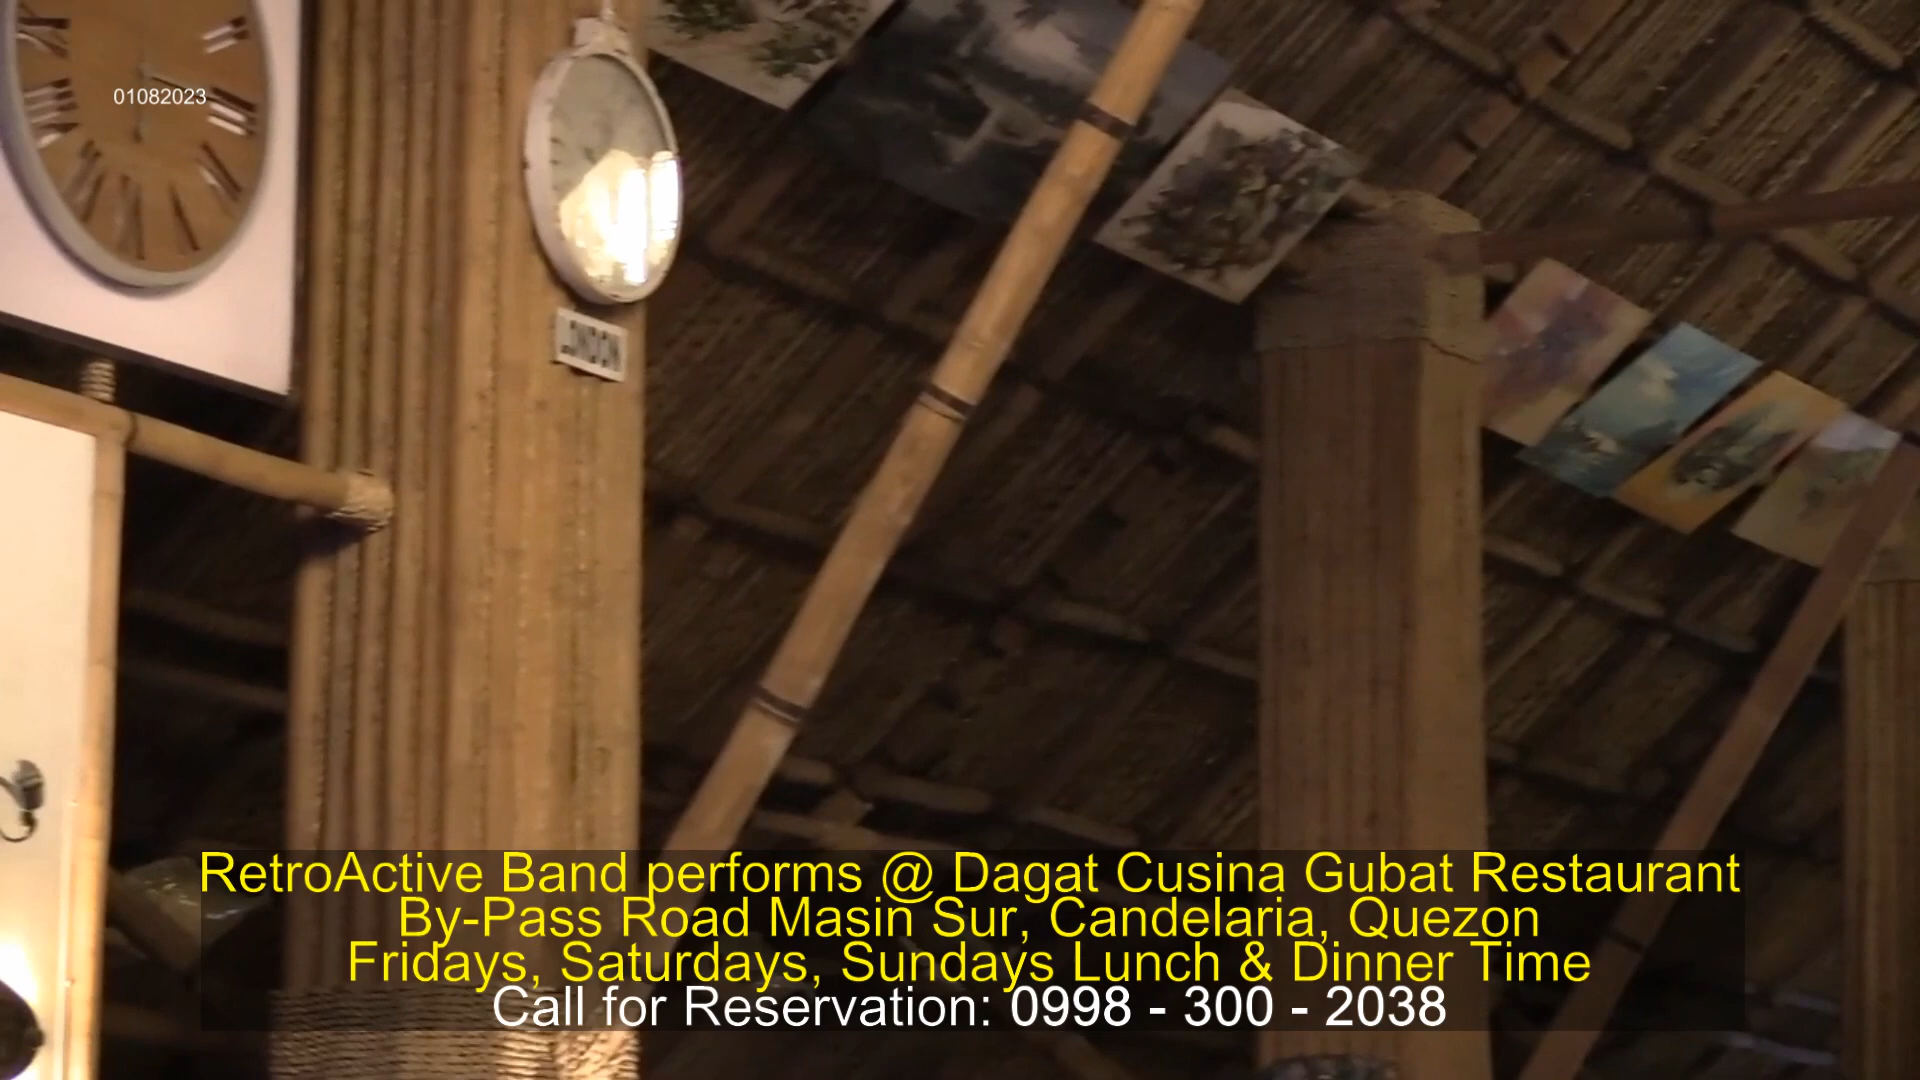 01082023
LONDON
RetroActive Band performs @ Dagat Cusina Gubat Restaurant
By-Pass Road Masin Sur, Candelaria, Quezon
Fridays, Saturdays, Sundays Lunch & Dinner Time
Call for Reservation: 0998 - 300 - 2038